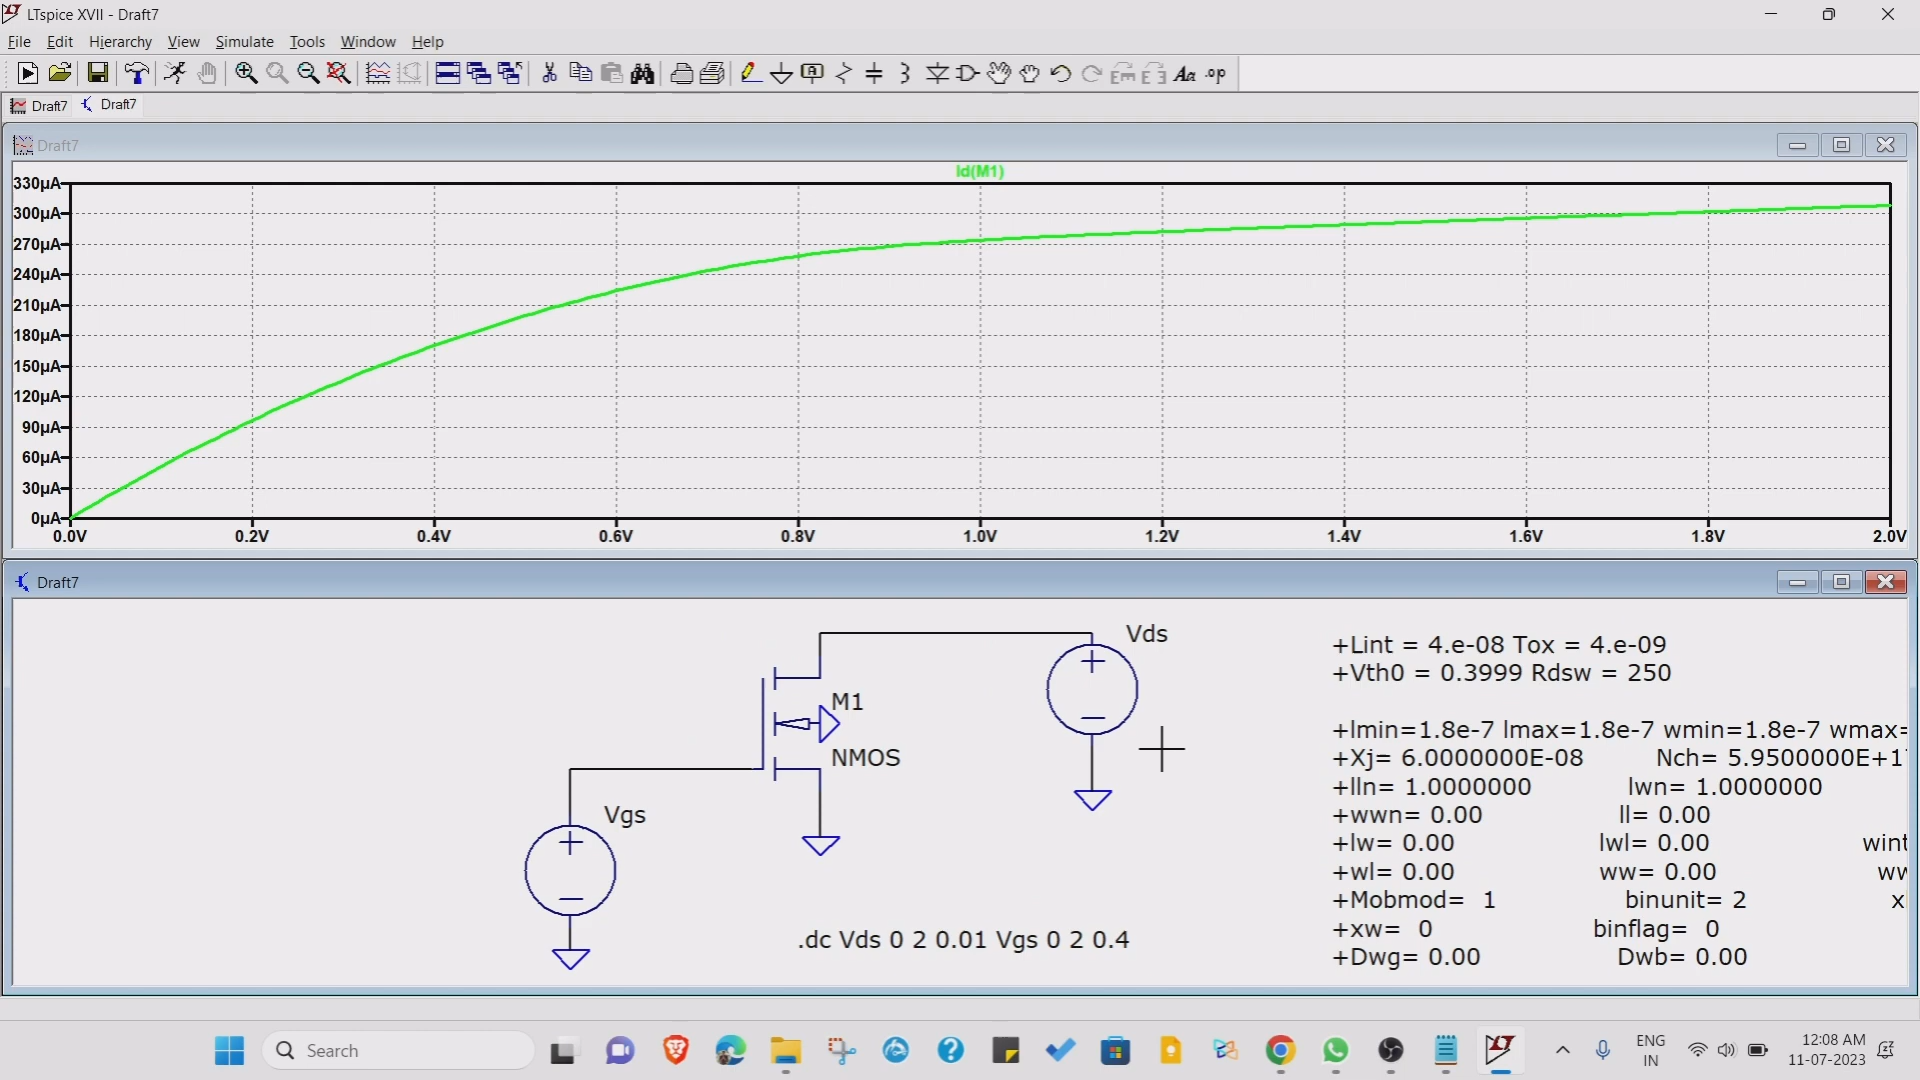 LTspice XVII - Draft7
File Edit Hierarchy View Simulate Tools Window Help
Aa .op
Draft7 Draft7
Draft7
Id(M1)
330µA
300µA
270µA
240µA
210µA
180µA
150µA
120µA
90µA
60µA
30µA
0µA
0.0V 0.2V 0.4V 0.6V 0.8V 1.0V 1.2V 1.4V 1.6V 1.8V 2.0V
Draft7
Vds
M1
NMOS
Vgs
.dc Vds 0 2 0.01 Vgs 0 2 0.4
+Lint = 4.e-08 Tox = 4.e-09
+Vth0 = 0.3999 Rdsw = 250
+lmin=1.8e-7 lmax=1.8e-7 wmin=1.8e-7 wmax=
+Xj= 6.0000000E-08 Nch= 5.9500000E+1
+lln= 1.0000000 lwn= 1.0000000
+wwn= 0.00 ll= 0.00
+lw= 0.00 lwl= 0.00 wint
+wl= 0.00 ww= 0.00
+Mobmod= 1 binunit= 2
+xw= 0 binflag= 0
+Dwg= 0.00 Dwb= 0.00
Search
ENG
IN
12:08 AM
11-07-2023